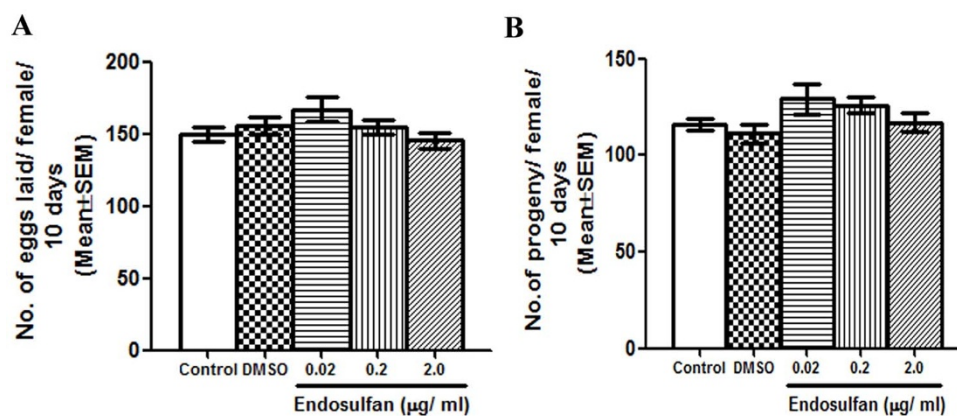 A
No. of eggs laid/ female/
10 days
(Mean±SEM)
200
150
100
50
0
Control DMSO 0.02 0.2 2.0
Endosulfan (µg/ ml)
B
No. of progeny/ female/
10 days
(Mean±SEM)
150
100
50
0
Control DMSO 0.02 0.2 2.0
Endosulfan (µg/ ml)